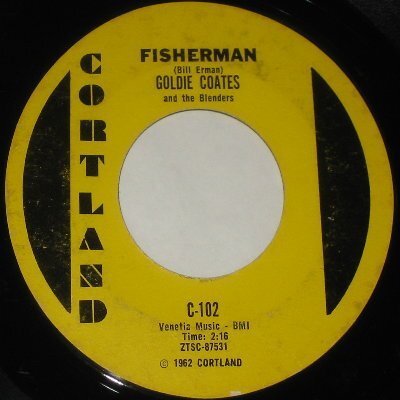 CORTLAND
FISHERMAN
(Bill Erman)
GOLDIE COATES
and the Blenders
C-102
Venetia Music - BMI
Time: 2:16
ZTSC-87531
© 1962 CORTLAND